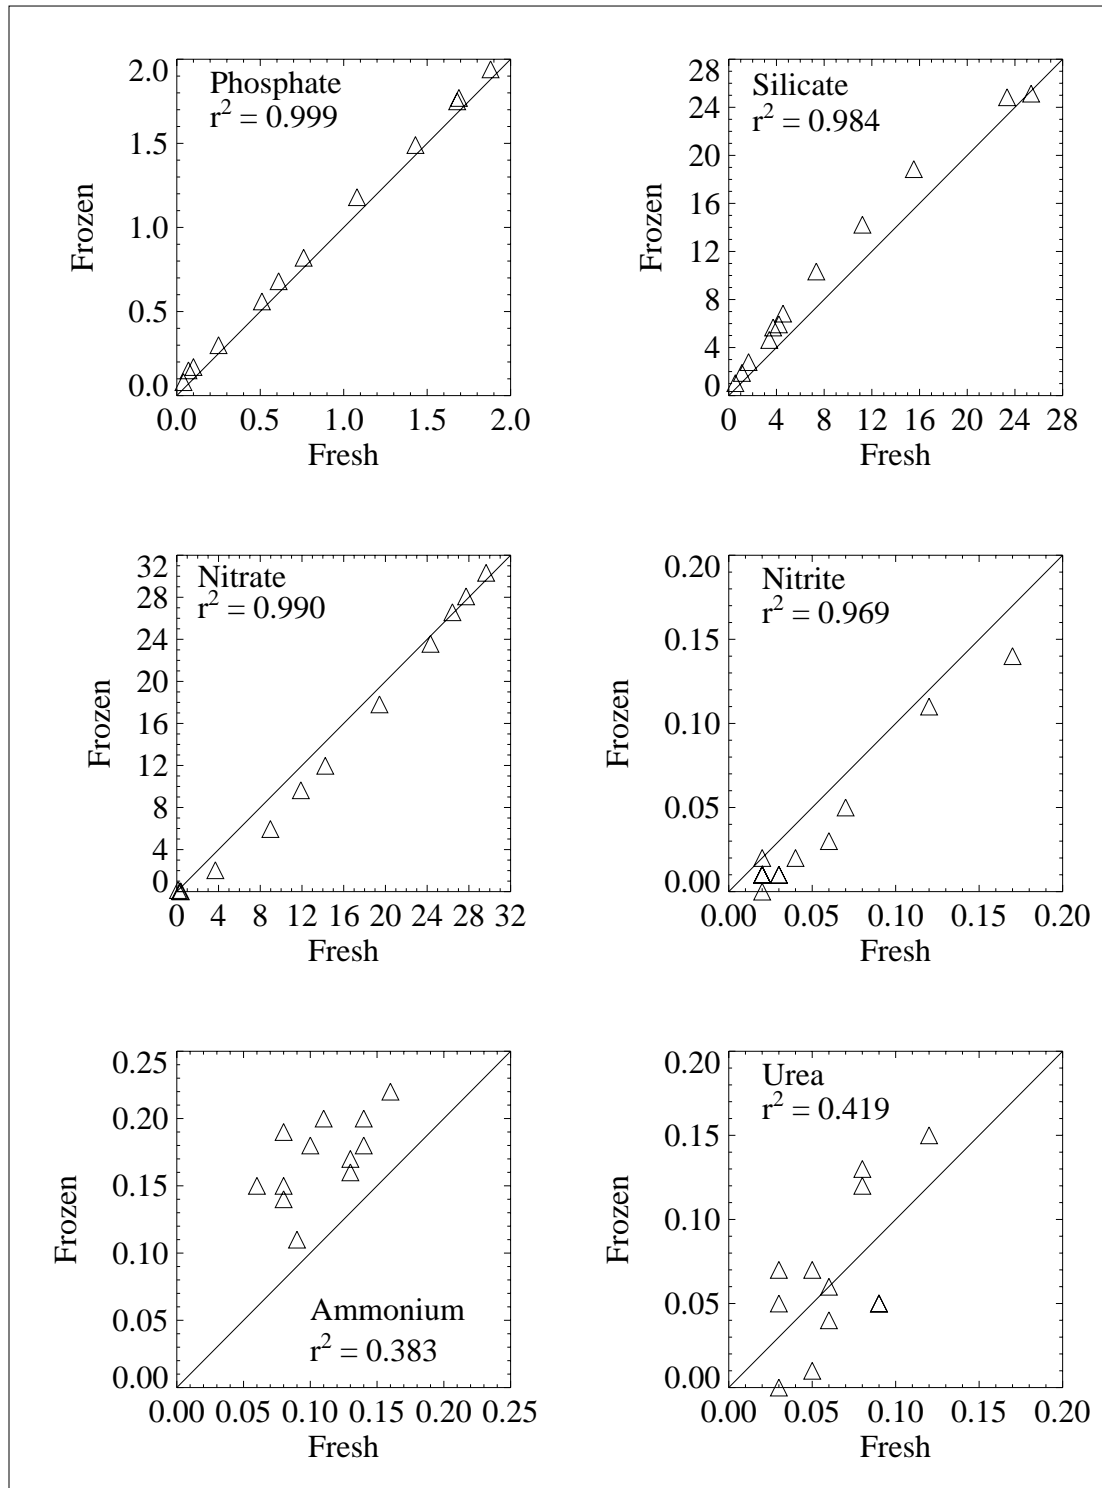 Phosphate
r² = 0.999
2.0
1.5
1.0
0.5
0.0
Frozen
0.0 0.5 1.0 1.5 2.0
Fresh
Silicate
r² = 0.984
28
24
20
16
12
8
4
0
Frozen
0 4 8 12 16 20 24 28
Fresh
Nitrate
r² = 0.990
32
28
24
20
16
12
8
4
0
Frozen
0 4 8 12 16 20 24 28 32
Fresh
Nitrite
r² = 0.969
0.20
0.15
0.10
0.05
0.00
Frozen
0.00 0.05 0.10 0.15 0.20
Fresh
0.25
0.20
0.15
0.10
0.05
0.00
Frozen
Ammonium
r² = 0.383
0.00 0.05 0.10 0.15 0.20 0.25
Fresh
Urea
r² = 0.419
0.20
0.15
0.10
0.05
0.00
Frozen
0.00 0.05 0.10 0.15 0.20
Fresh